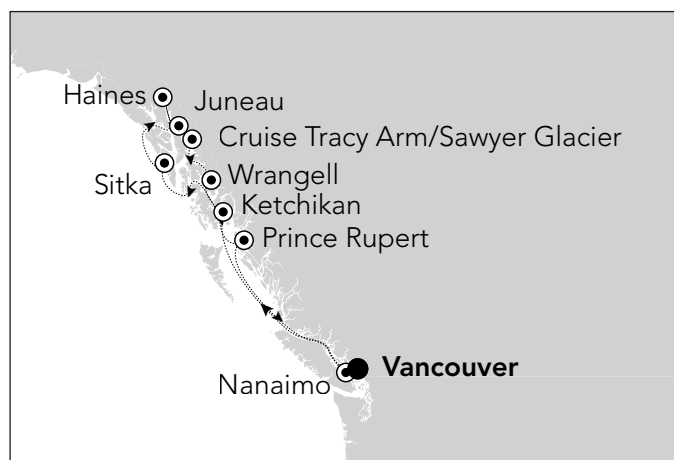 Haines
Juneau
Cruise Tracy Arm/Sawyer Glacier
Sitka
Wrangell
Ketchikan
Prince Rupert
Vancouver
Nanaimo